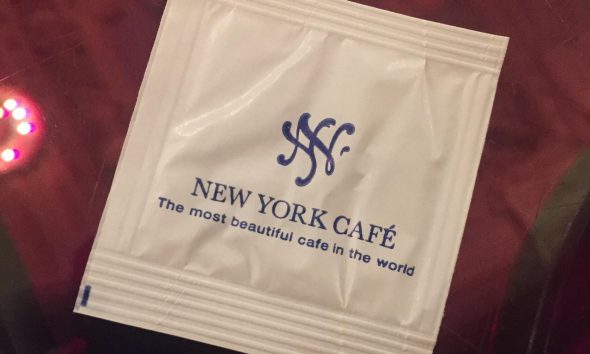 NEW YORK CAFÉ
The most beautiful cafe in the world